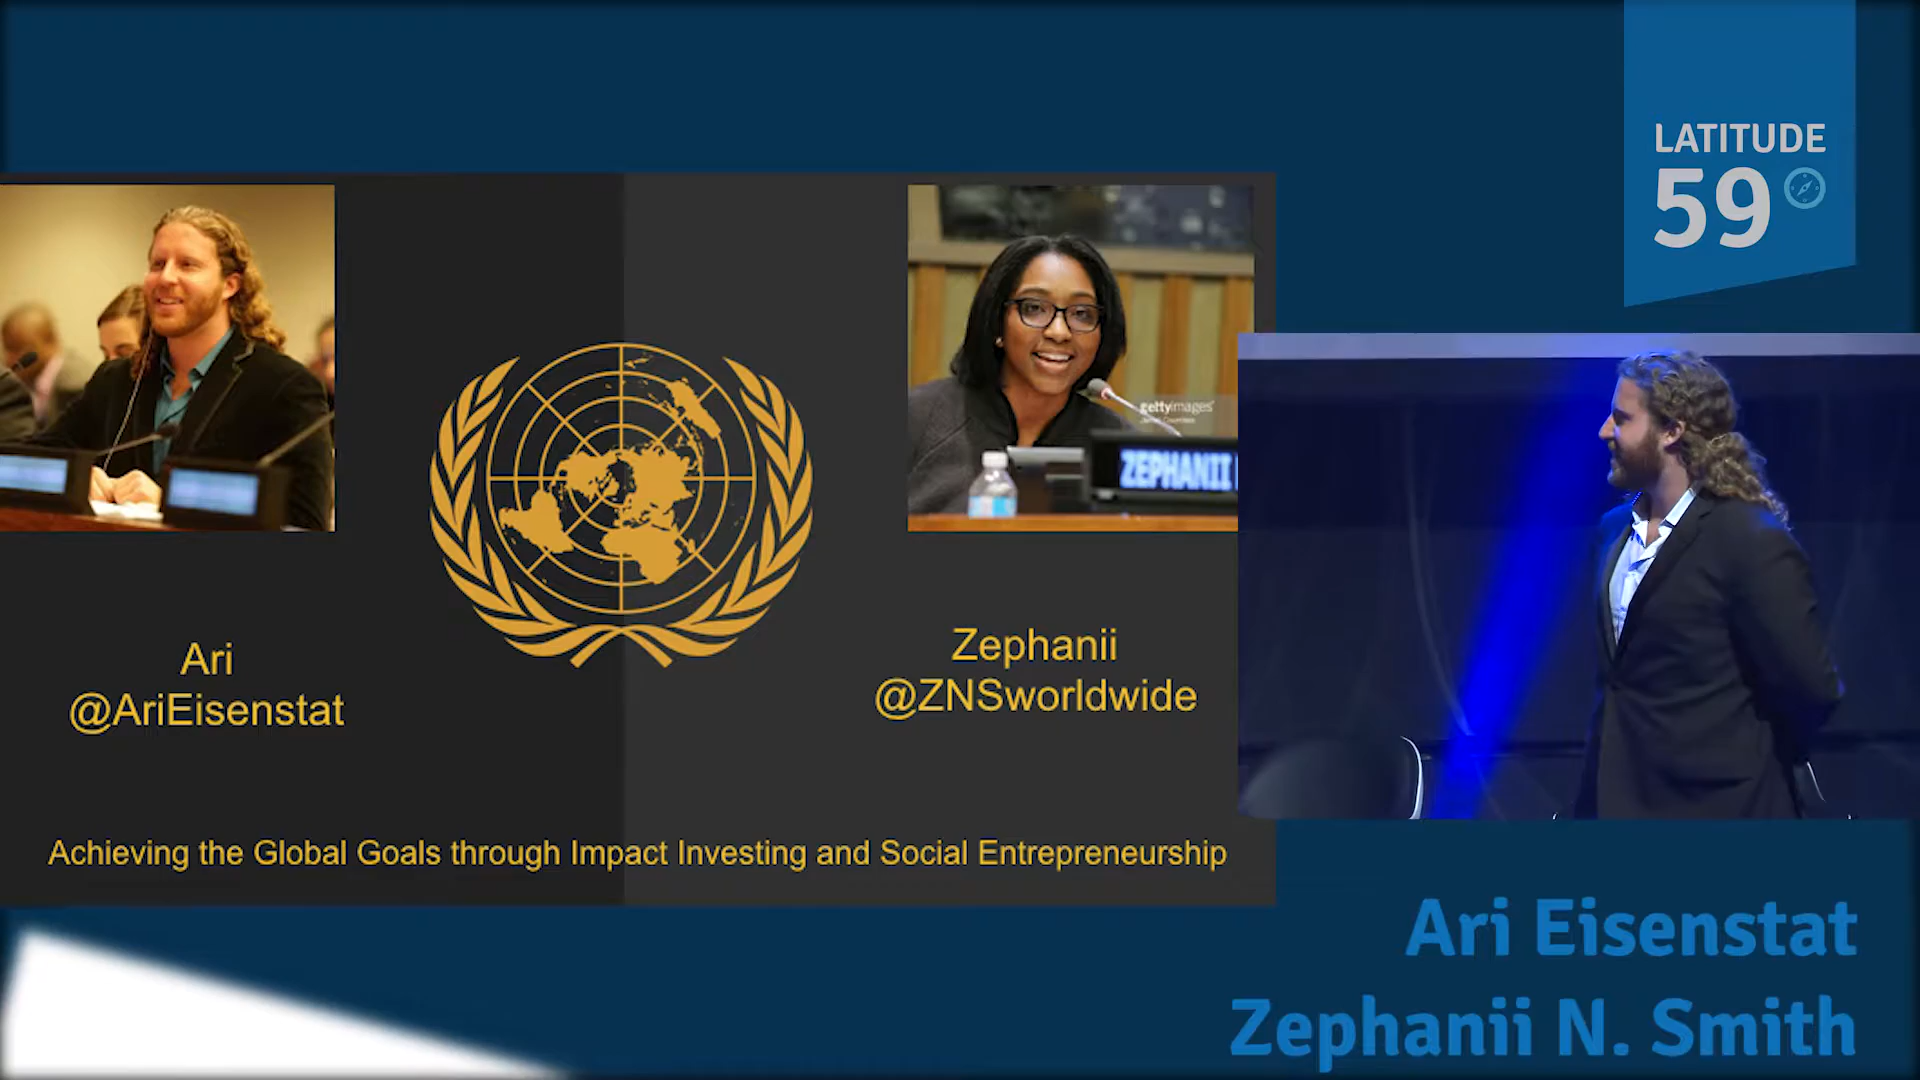 LATITUDE
59
gettyimages
ZEPHANII
Ari
@AriEisenstat
Zephanii
@ZNSworldwide
Achieving the Global Goals through Impact Investing and Social Entrepreneurship
Ari Eisenstat
Zephanii N. Smith